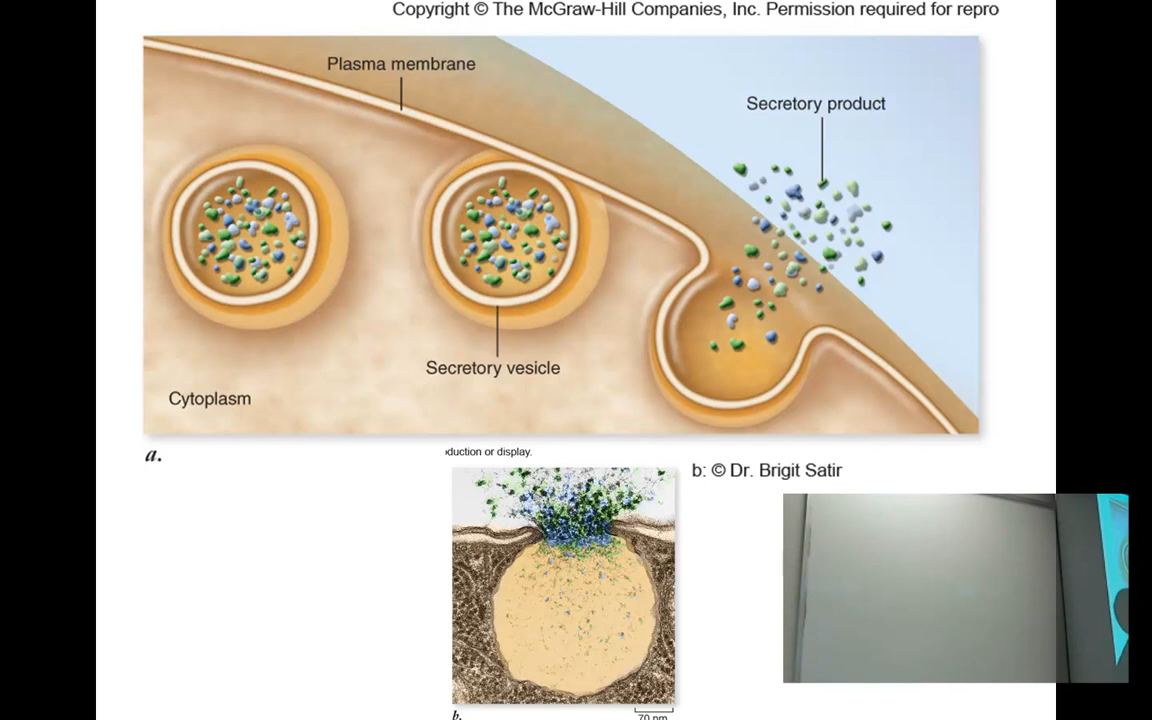 Copyright © The McGraw-Hill Companies, Inc. Permission required for repro
Plasma membrane
Secretory product
Secretory vesicle
Cytoplasm
a.
duction or display.
b: © Dr. Brigit Satir
b.
70 nm